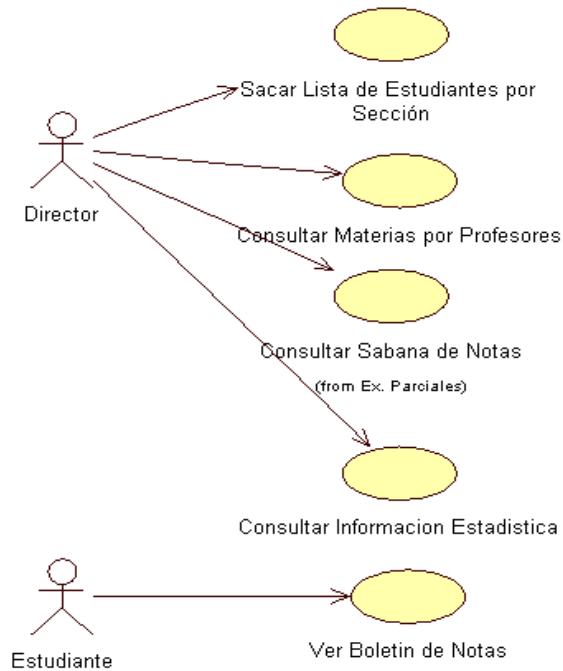 Sacar Lista de Estudiantes por
Sección
Director
Consultar Materias por Profesores
Consultar Sabana de Notas
(from Ex. Parciales)
Consultar Informacion Estadistica
Estudiante
Ver Boletin de Notas